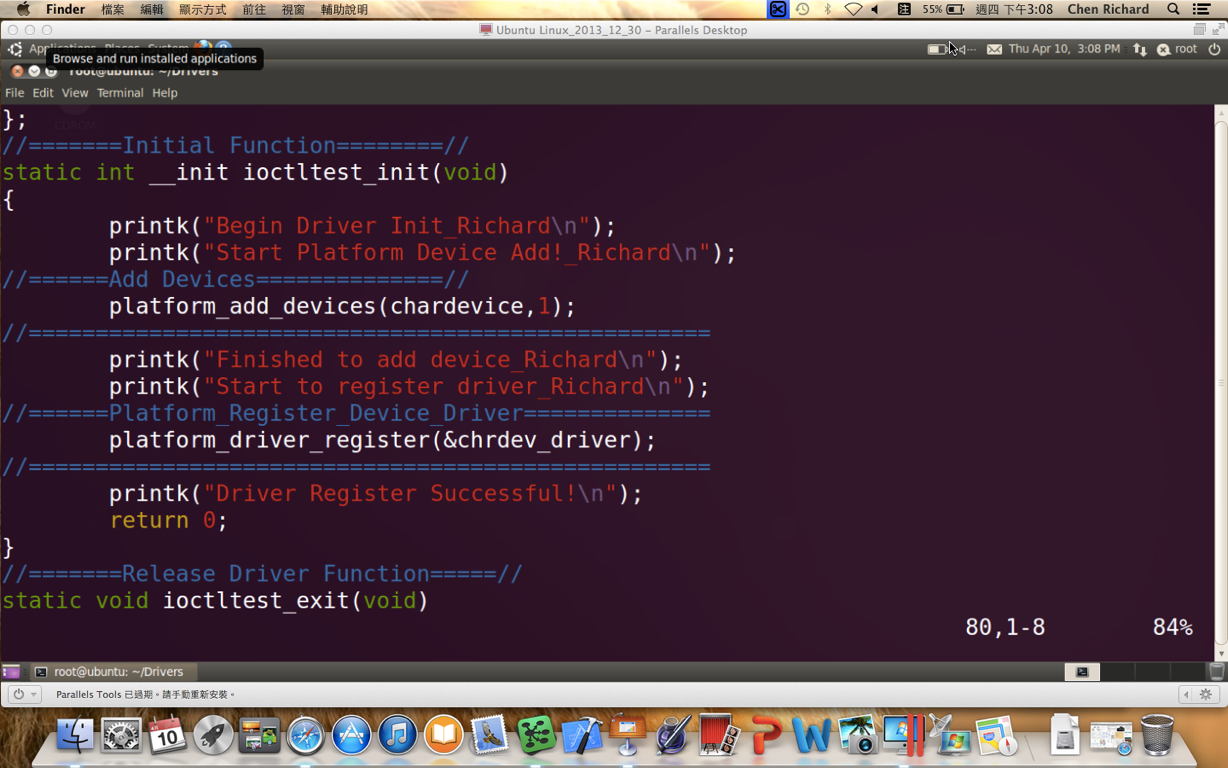 Finder 檔案 編輯 顯示方式 前往 視窗 輔助說明 55% 週四 下午3:08 Chen Richard
Ubuntu Linux_2013_12_30 – Parallels Desktop
Applications Places System Thu Apr 10, 3:08 PM root
Browse and run installed applications
root@ubuntu: ~/Drivers
File Edit View Terminal Help
};
//=======Initial Function========//
static int __init ioctltest_init(void)
{
printk("Begin Driver Init_Richard\n");
printk("Start Platform Device Add!_Richard\n");
//======Add Devices==============//
platform_add_devices(chardevice,1);
//===================================================
printk("Finished to add device_Richard\n");
printk("Start to register driver_Richard\n");
//======Platform_Register_Device_Driver==============
platform_driver_register(&chrdev_driver);
//===================================================
printk("Driver Register Successful!\n");
return 0;
}
//=======Release Driver Function=====//
static void ioctltest_exit(void)
80,1-8 84%
root@ubuntu: ~/Drivers
Parallels Tools 已過期。請手動重新安裝。
10